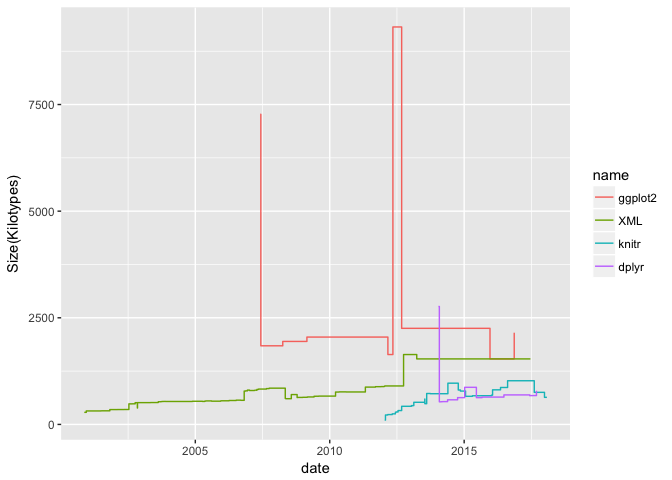 7500
5000
2500
0
Size(Kilotypes)
2005
2010
2015
date
name
ggplot2
XML
knitr
dplyr